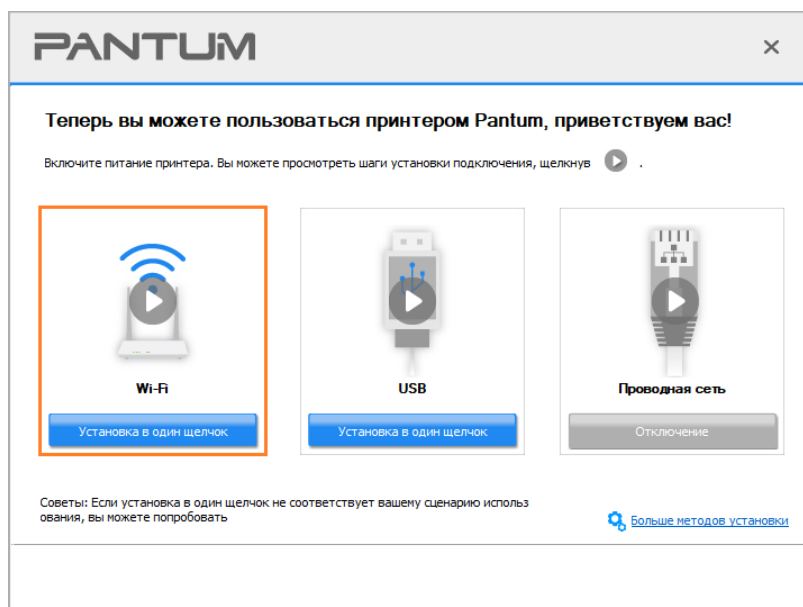 PANTUM
Теперь вы можете пользоваться принтером Pantum, приветствуем вас!
Включите питание принтера. Вы можете просмотреть шаги установки подключения, щелкнув .
Wi-Fi
Установка в один щелчок
USB
Установка в один щелчок
Проводная сеть
Отключение
Советы: Если установка в один щелчок не соответствует вашему сценарию использ
ования, вы можете попробовать
Больше методов установки